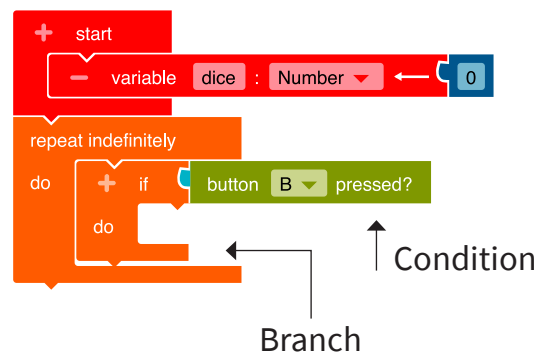 start
variable dice : Number ← 0
repeat indefinitely
do if button B pressed?
do
Condition
Branch